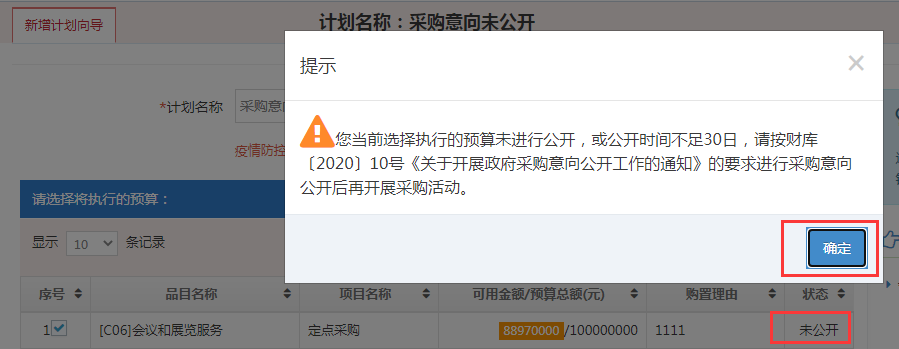 新增计划向导
计划名称：采购意向未公开
提示
×
*计划名称 采购意
您当前选择执行的预算未进行公开，或公开时间不足30日，请按财库
〔2020〕10号《关于开展政府采购意向公开工作的通知》的要求进行采购意向
公开后再开展采购活动。
疫情防控
请选择将执行的预算：
显示 10 条记录
确定
序号 品目名称 项目名称 可用金额/预算总额(元) 购置理由 状态
1 [C06]会议和展览服务 定点采购 88970000/100000000 1111 未公开